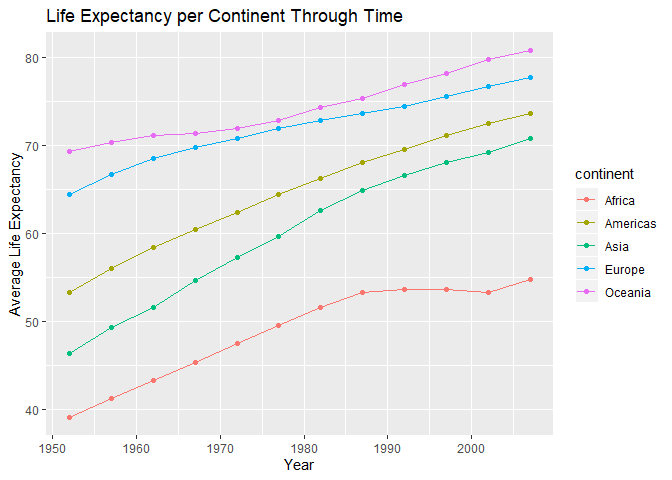 Life Expectancy per Continent Through Time
80
70
60
50
40
Average Life Expectancy
1950 1960 1970 1980 1990 2000
Year
continent
Africa
Americas
Asia
Europe
Oceania